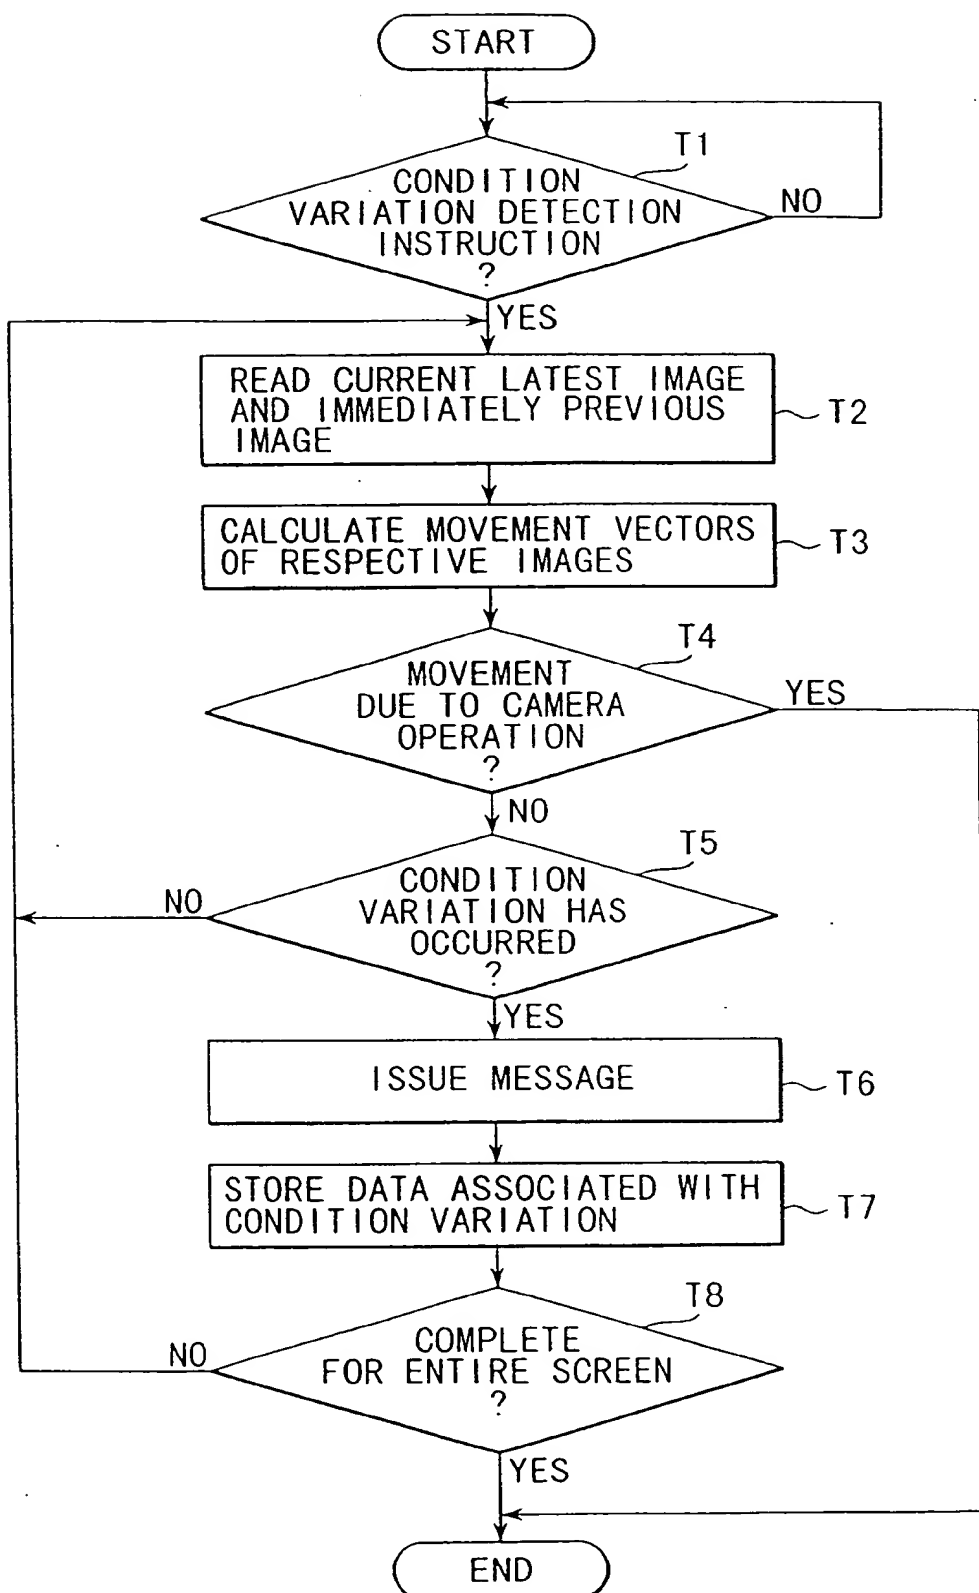 START
T1
CONDITION
VARIATION DETECTION
INSTRUCTION
?
NO
YES
READ CURRENT LATEST IMAGE
AND IMMEDIATELY PREVIOUS
IMAGE
T2
CALCULATE MOVEMENT VECTORS
OF RESPECTIVE IMAGES
T3
T4
MOVEMENT
DUE TO CAMERA
OPERATION
?
YES
NO
T5
CONDITION
VARIATION HAS
OCCURRED
?
NO
YES
ISSUE MESSAGE
T6
STORE DATA ASSOCIATED WITH
CONDITION VARIATION
T7
T8
COMPLETE
FOR ENTIRE SCREEN
?
NO
YES
END